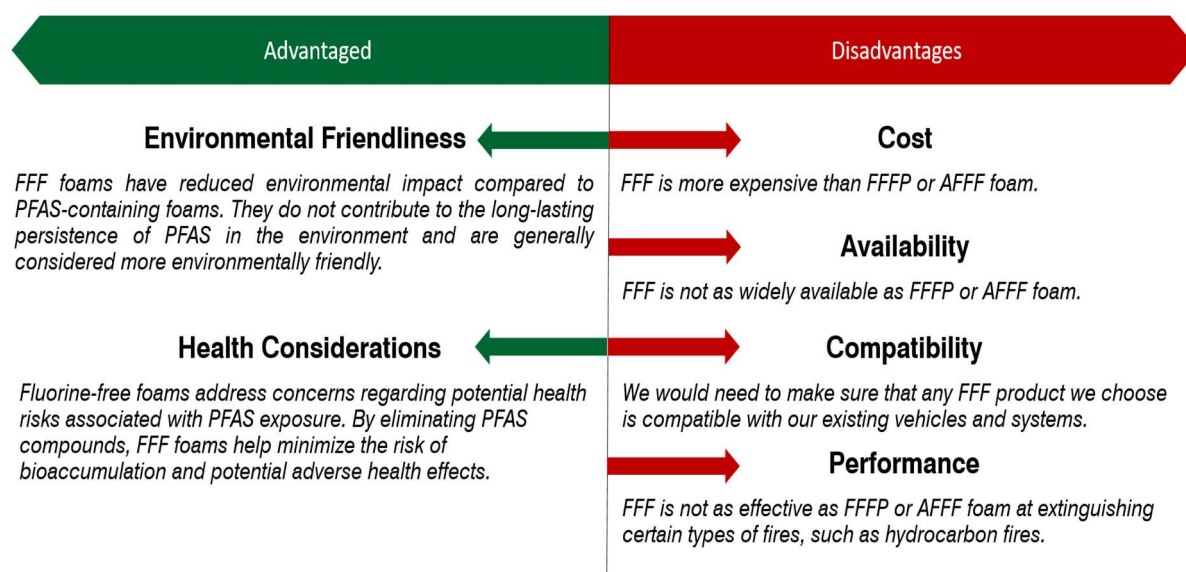 Advantaged
Disadvantages
Environmental Friendliness
FFF foams have reduced environmental impact compared to
PFAS-containing foams. They do not contribute to the long-lasting
persistence of PFAS in the environment and are generally
considered more environmentally friendly.
Health Considerations
Fluorine-free foams address concerns regarding potential health
risks associated with PFAS exposure. By eliminating PFAS
compounds, FFF foams help minimize the risk of
bioaccumulation and potential adverse health effects.
Cost
FFF is more expensive than FFFP or AFFF foam.
Availability
FFF is not as widely available as FFFP or AFFF foam.
Compatibility
We would need to make sure that any FFF product we choose
is compatible with our existing vehicles and systems.
Performance
FFF is not as effective as FFFP or AFFF foam at extinguishing
certain types of fires, such as hydrocarbon fires.